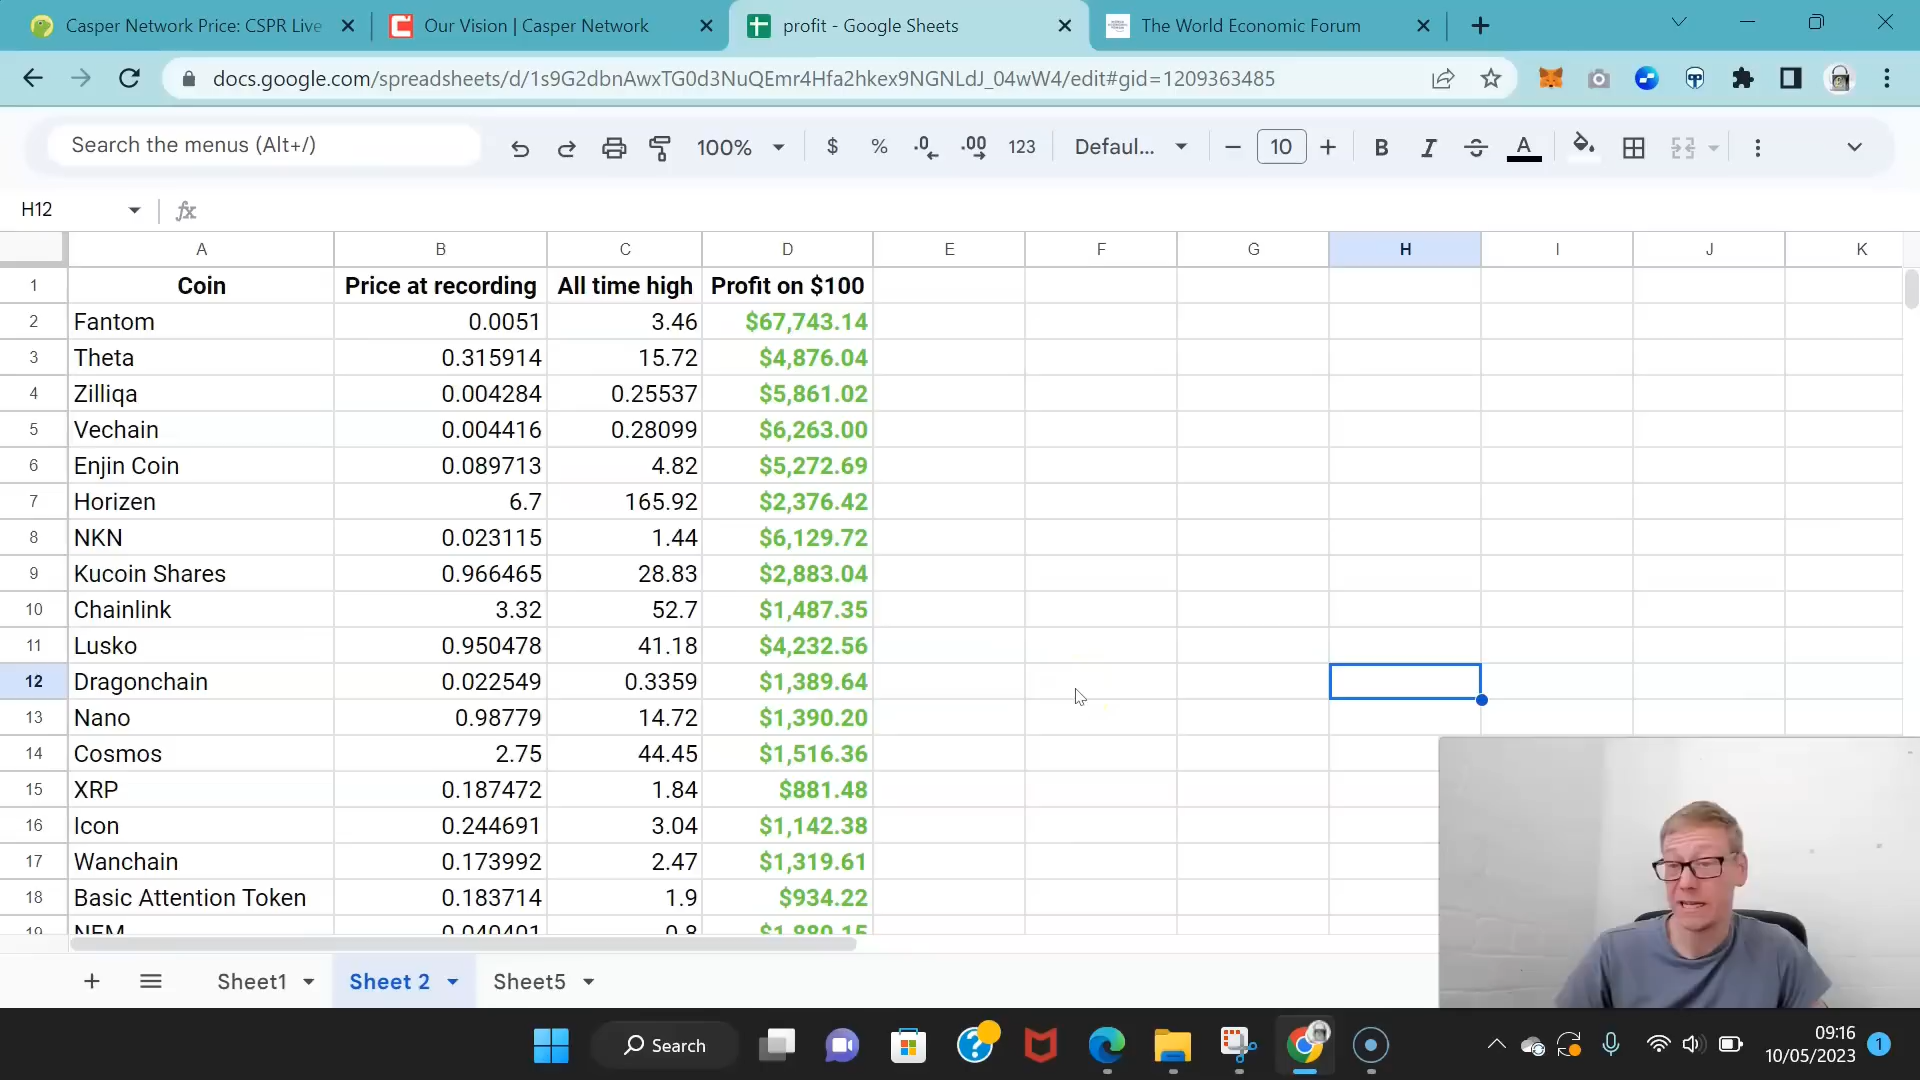 Casper Network Price: CSPR Live
Our Vision | Casper Network
profit - Google Sheets
The World Economic Forum
docs.google.com/spreadsheets/d/1s9G2dbnAwxTG0d3NuQEmr4Hfa2hkex9NGNLdJ_04wW4/edit#gid=1209363485
Search the menus (Alt+/)
100%
$
%
.0
.00
123
Defaul...
10
B
I
S
A
H12
fx
A B C D E F G H I J K
1 Coin Price at recording All time high Profit on $100
2 Fantom 0.0051 3.46 $67,743.14
3 Theta 0.315914 15.72 $4,876.04
4 Zilliqa 0.004284 0.25537 $5,861.02
5 Vechain 0.004416 0.28099 $6,263.00
6 Enjin Coin 0.089713 4.82 $5,272.69
7 Horizen 6.7 165.92 $2,376.42
8 NKN 0.023115 1.44 $6,129.72
9 Kucoin Shares 0.966465 28.83 $2,883.04
10 Chainlink 3.32 52.7 $1,487.35
11 Lusko 0.950478 41.18 $4,232.56
12 Dragonchain 0.022549 0.3359 $1,389.64
13 Nano 0.98779 14.72 $1,390.20
14 Cosmos 2.75 44.45 $1,516.36
15 XRP 0.187472 1.84 $881.48
16 Icon 0.244691 3.04 $1,142.38
17 Wanchain 0.173992 2.47 $1,319.61
18 Basic Attention Token 0.183714 1.9 $934.22
19 NEM 0.040401 0.8 $1,880.15
Sheet1
Sheet 2
Sheet5
Search
09:16
10/05/2023
1